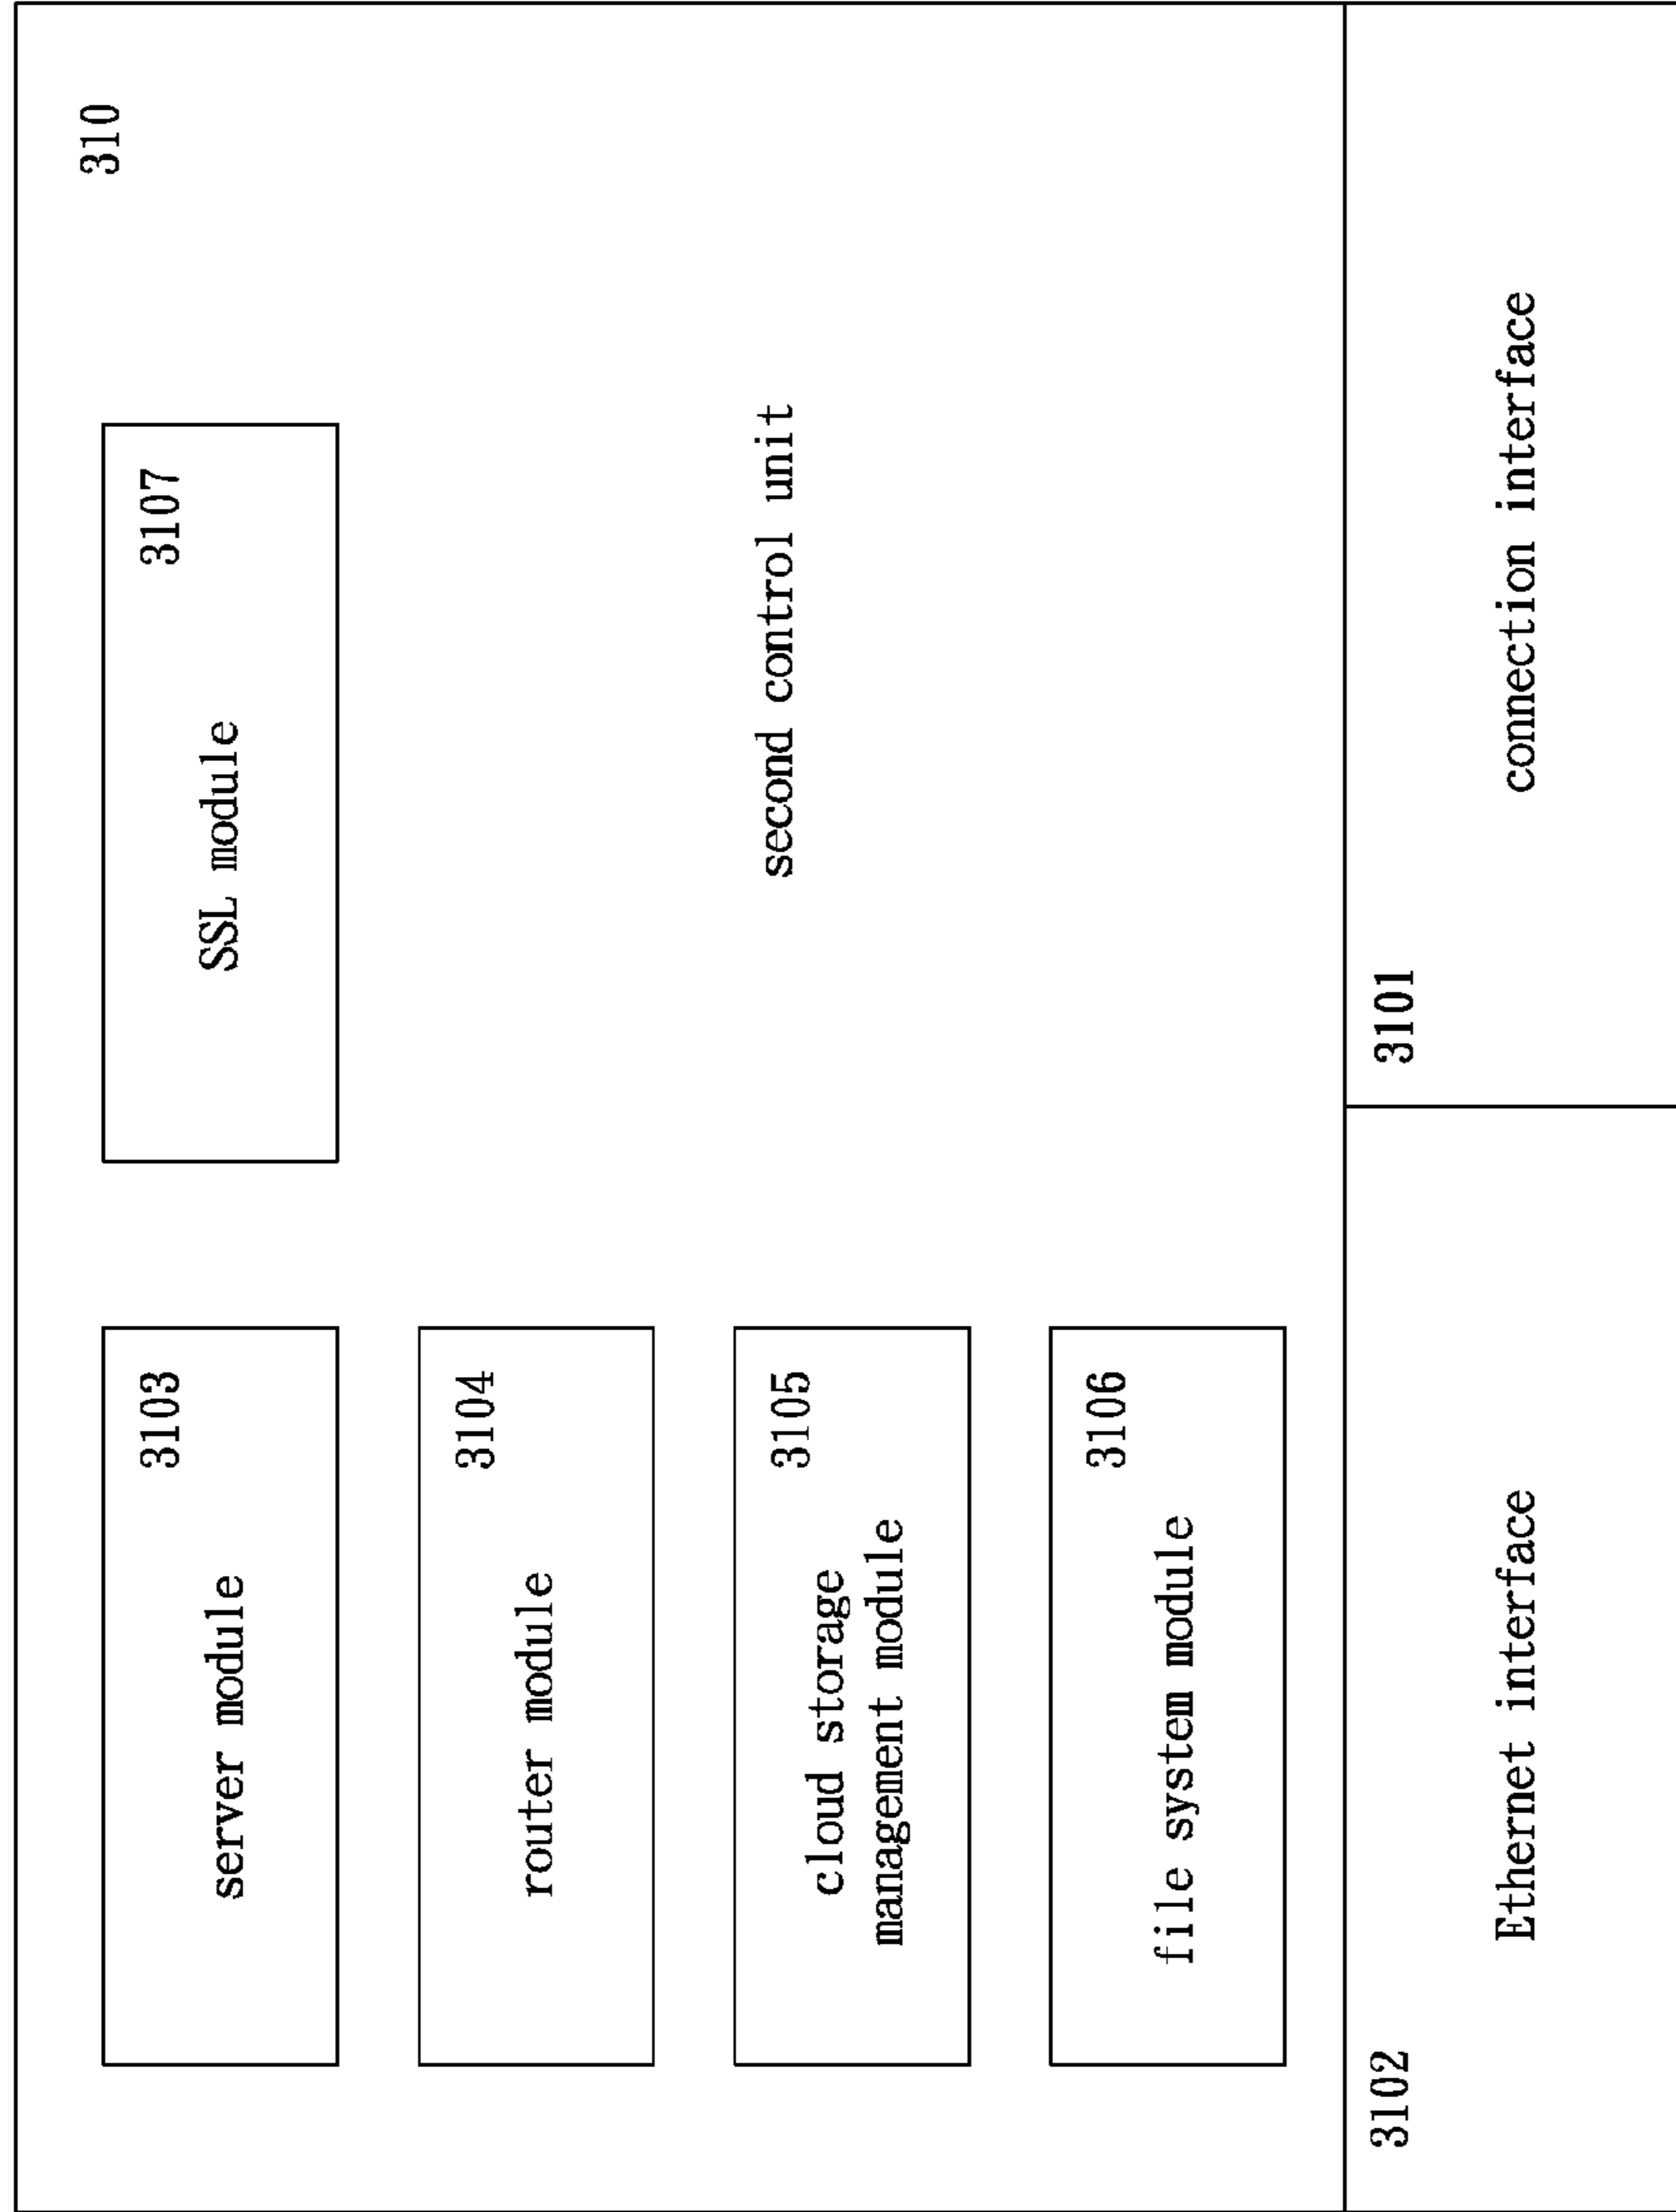 310
3103
server module
3107
SSL module
3104
router module
3105
cloud storage
management module
second control unit
3106
file system module
3102
Ethernet interface
3101
connection interface